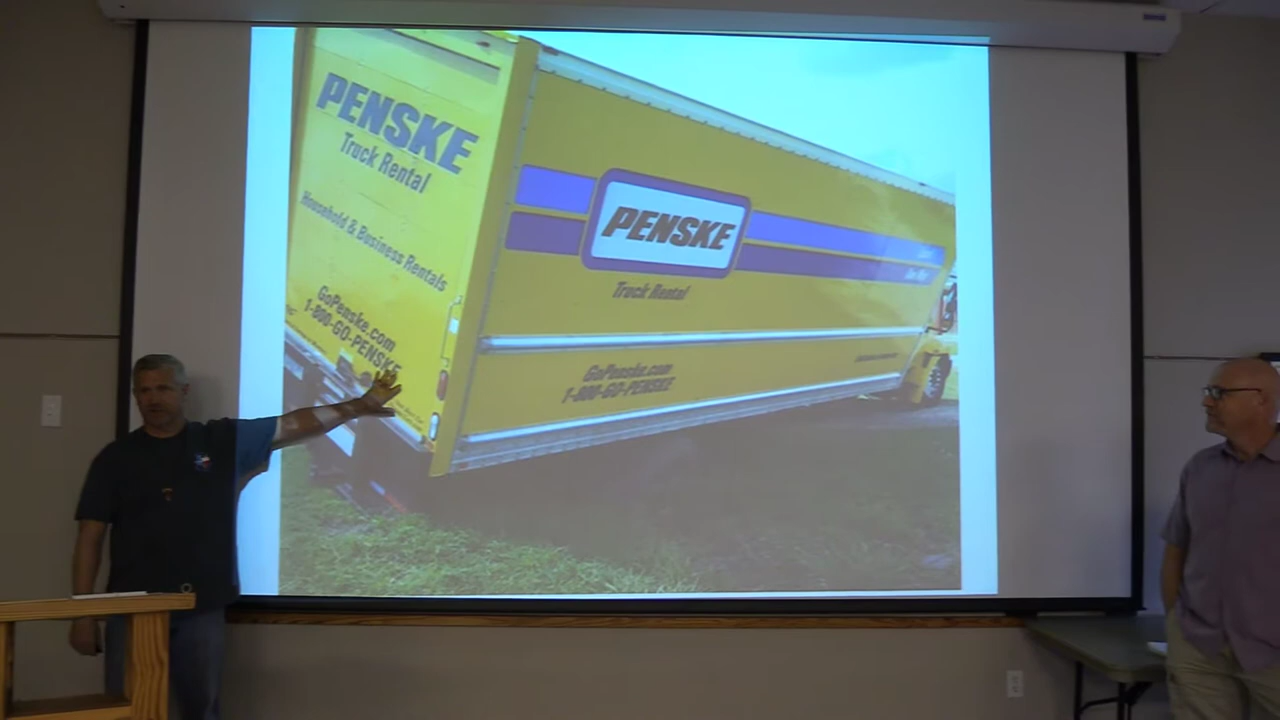 PENSKE
Truck Rental
Household & Business Rentals
GoPenske.com
1-800-GO-PENSKE
PENSKE
Truck Rental
GoPenske.com
1-800-GO-PENSKE